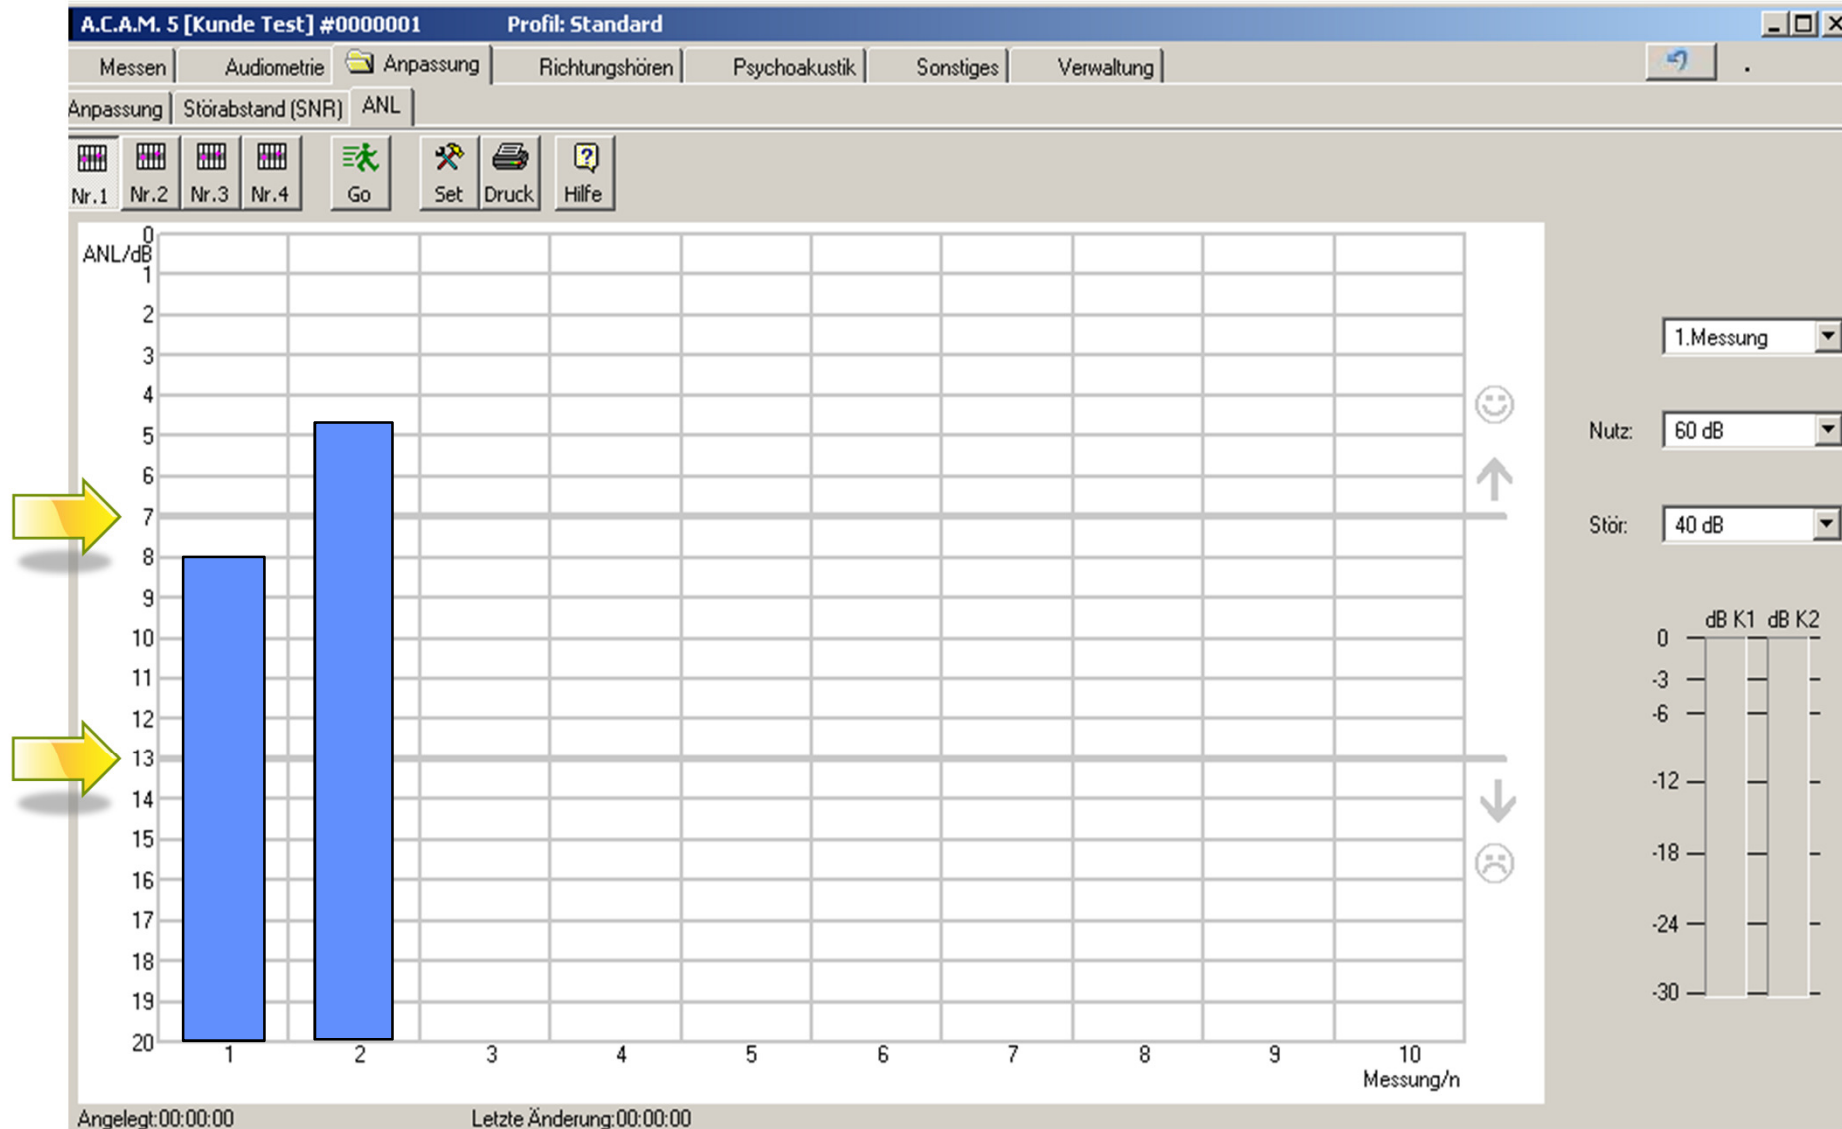 A.C.A.M. 5 [Kunde Test] #0000001 Profil: Standard
Messen Audiometrie Anpassung Richtungshören Psychoakustik Sonstiges Verwaltung
Anpassung Störabstand (SNR) ANL
Nr.1 Nr.2 Nr.3 Nr.4 Go Set Druck Hilfe
ANL/dB
0
1
2
3
4
5
6
7
8
9
10
11
12
13
14
15
16
17
18
19
20
1 2 3 4 5 6 7 8 9 10
Messung/n
1.Messung
Nutz: 60 dB
Stör: 40 dB
dB K1 dB K2
0
-3
-6
-12
-18
-24
-30
Angelegt:00:00:00 Letzte Änderung:00:00:00